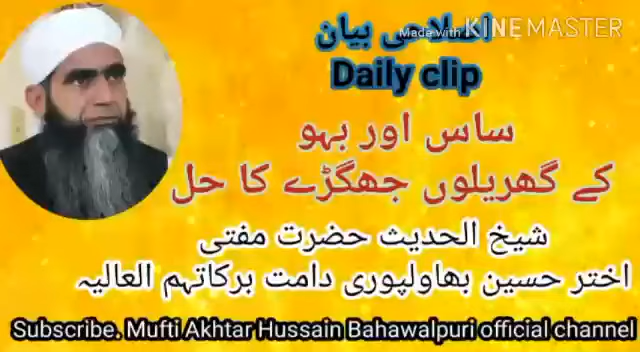 اصلاحی بیان
Made with KINEMASTER
Daily clip
ساس اور بہو
کے گھریلوں جھگڑے کا حل
شیخ الحدیث حضرت مفتی
اختر حسین بھاولپوری دامت برکاتہم العالیہ
Subscribe. Mufti Akhtar Hussain Bahawalpuri official channel